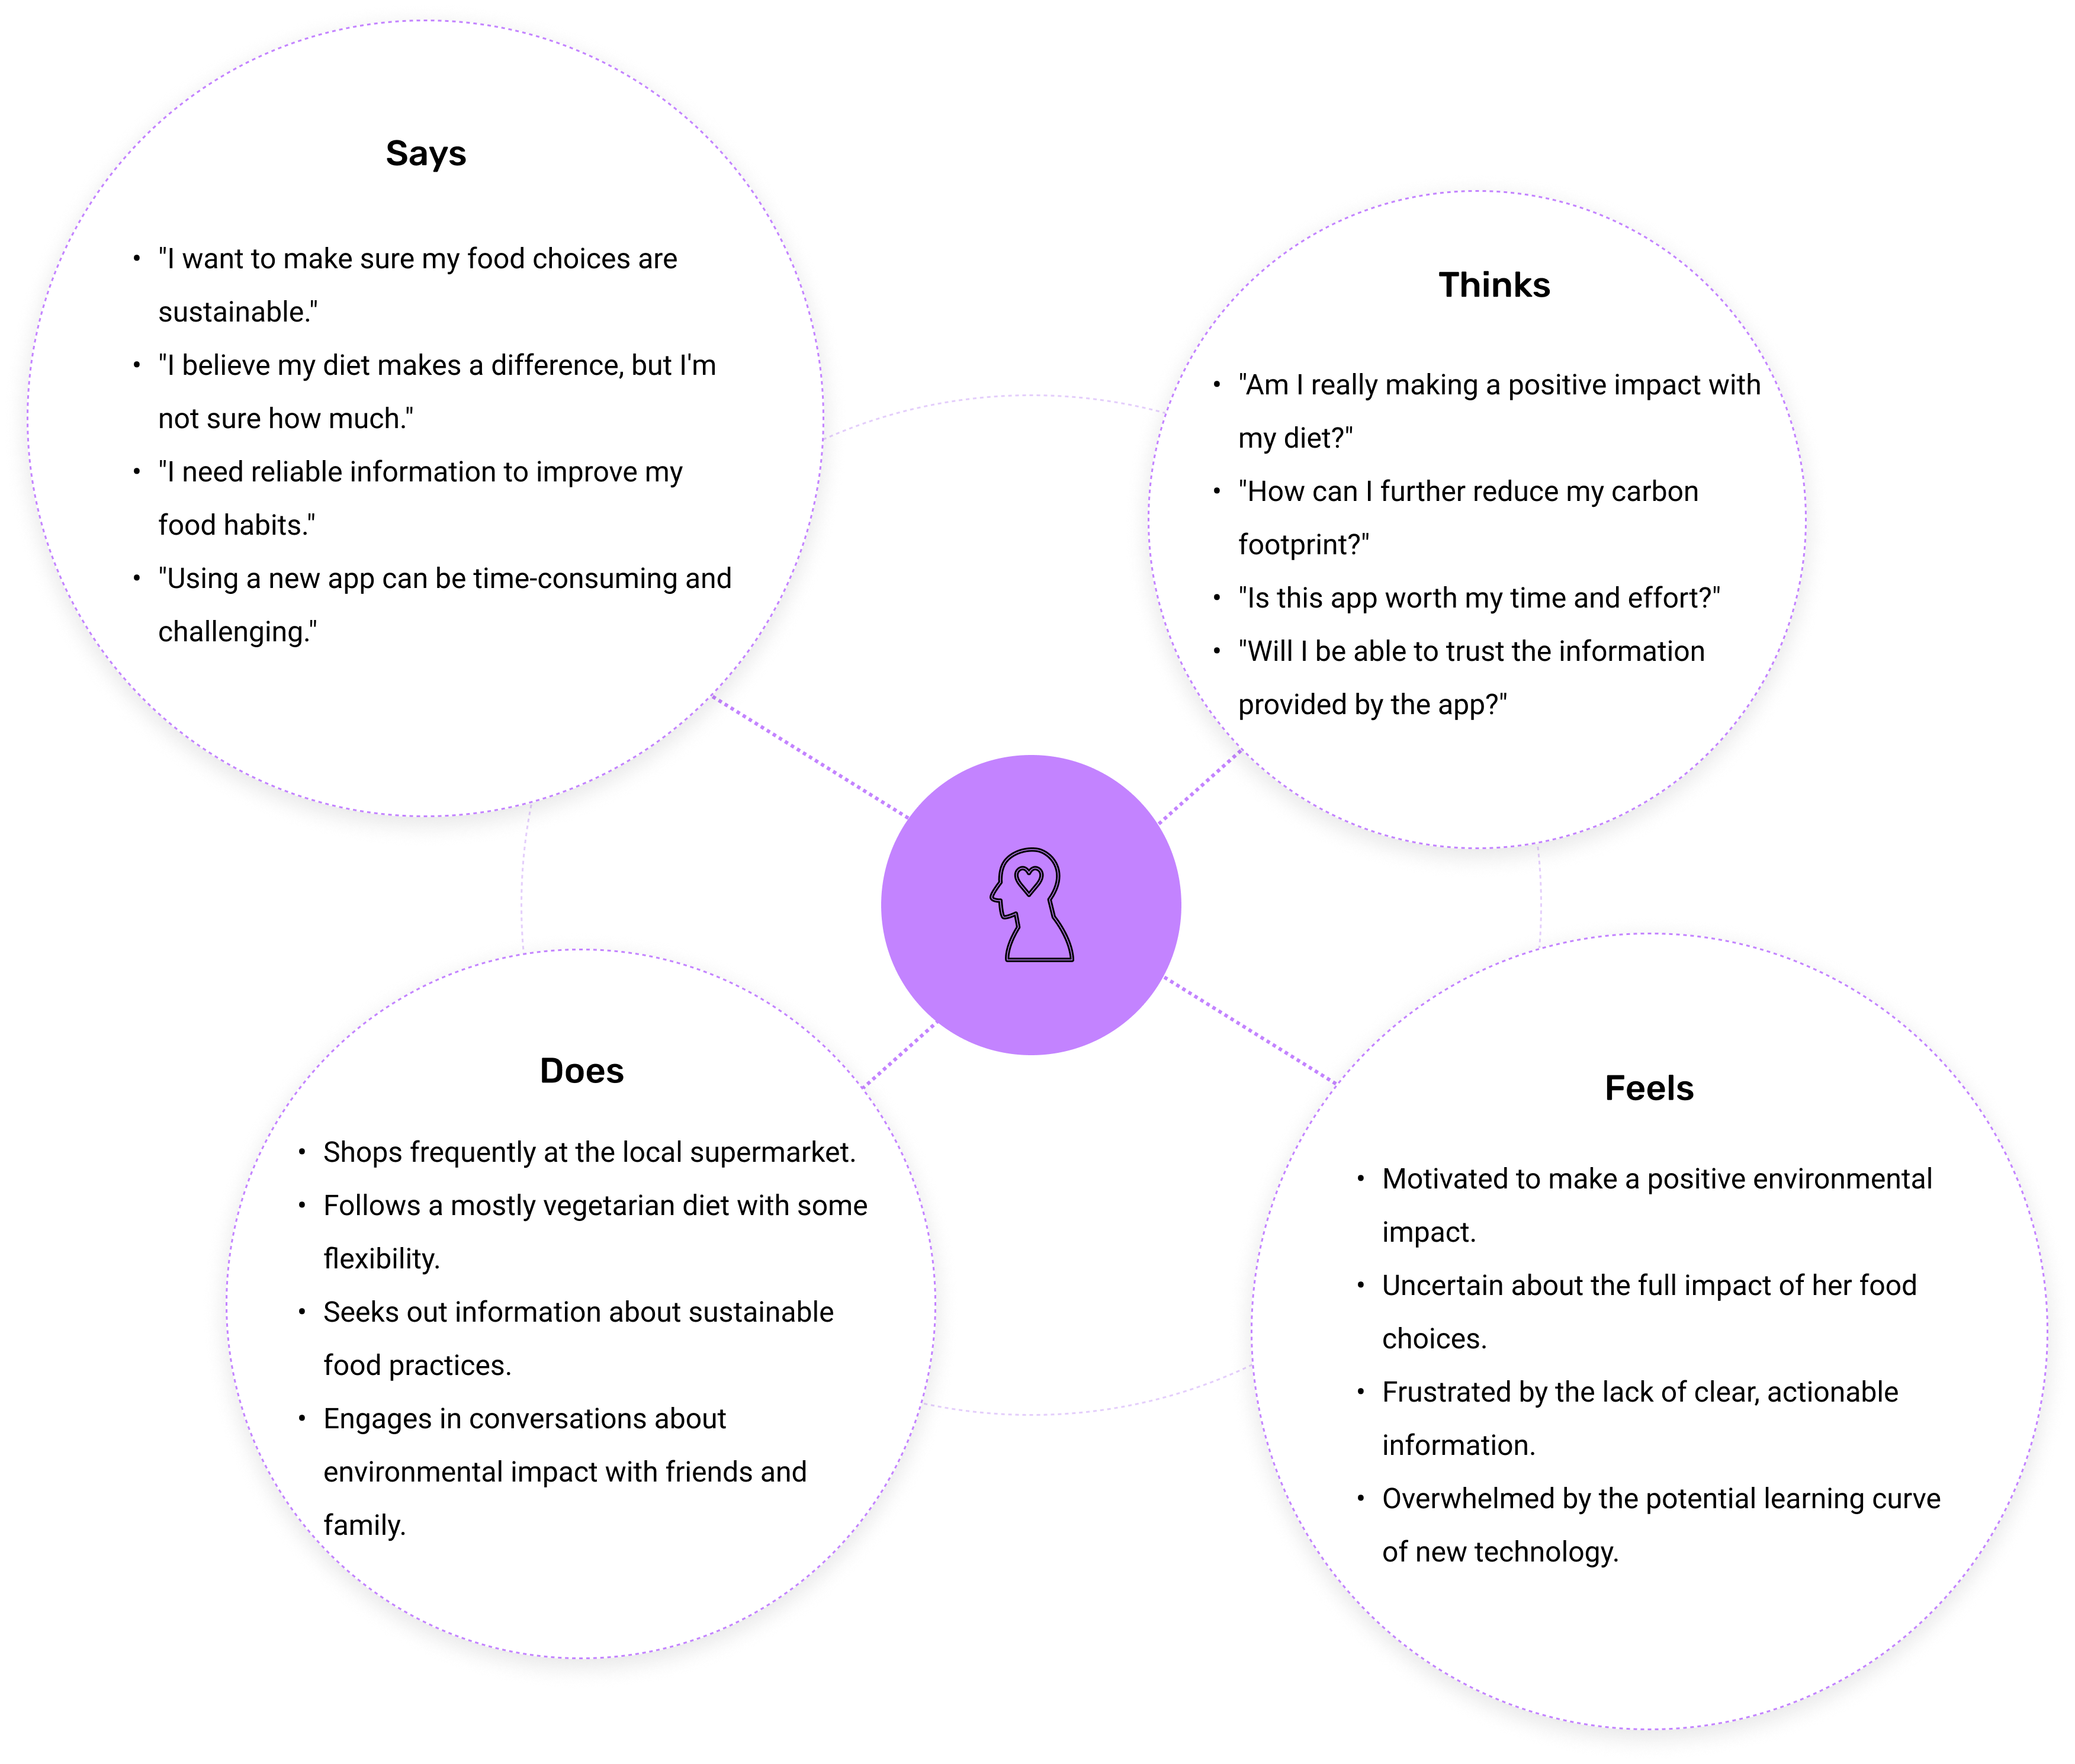 Says
• "I want to make sure my food choices are
sustainable."
• "I believe my diet makes a difference, but I'm
not sure how much."
• "I need reliable information to improve my
food habits."
• "Using a new app can be time-consuming and
challenging."
Thinks
• "Am I really making a positive impact with
my diet?"
• "How can I further reduce my carbon
footprint?"
• "Is this app worth my time and effort?"
• "Will I be able to trust the information
provided by the app?"
Does
• Shops frequently at the local supermarket.
• Follows a mostly vegetarian diet with some
flexibility.
• Seeks out information about sustainable
food practices.
• Engages in conversations about
environmental impact with friends and
family.
Feels
• Motivated to make a positive environmental
impact.
• Uncertain about the full impact of her food
choices.
• Frustrated by the lack of clear, actionable
information.
• Overwhelmed by the potential learning curve
of new technology.